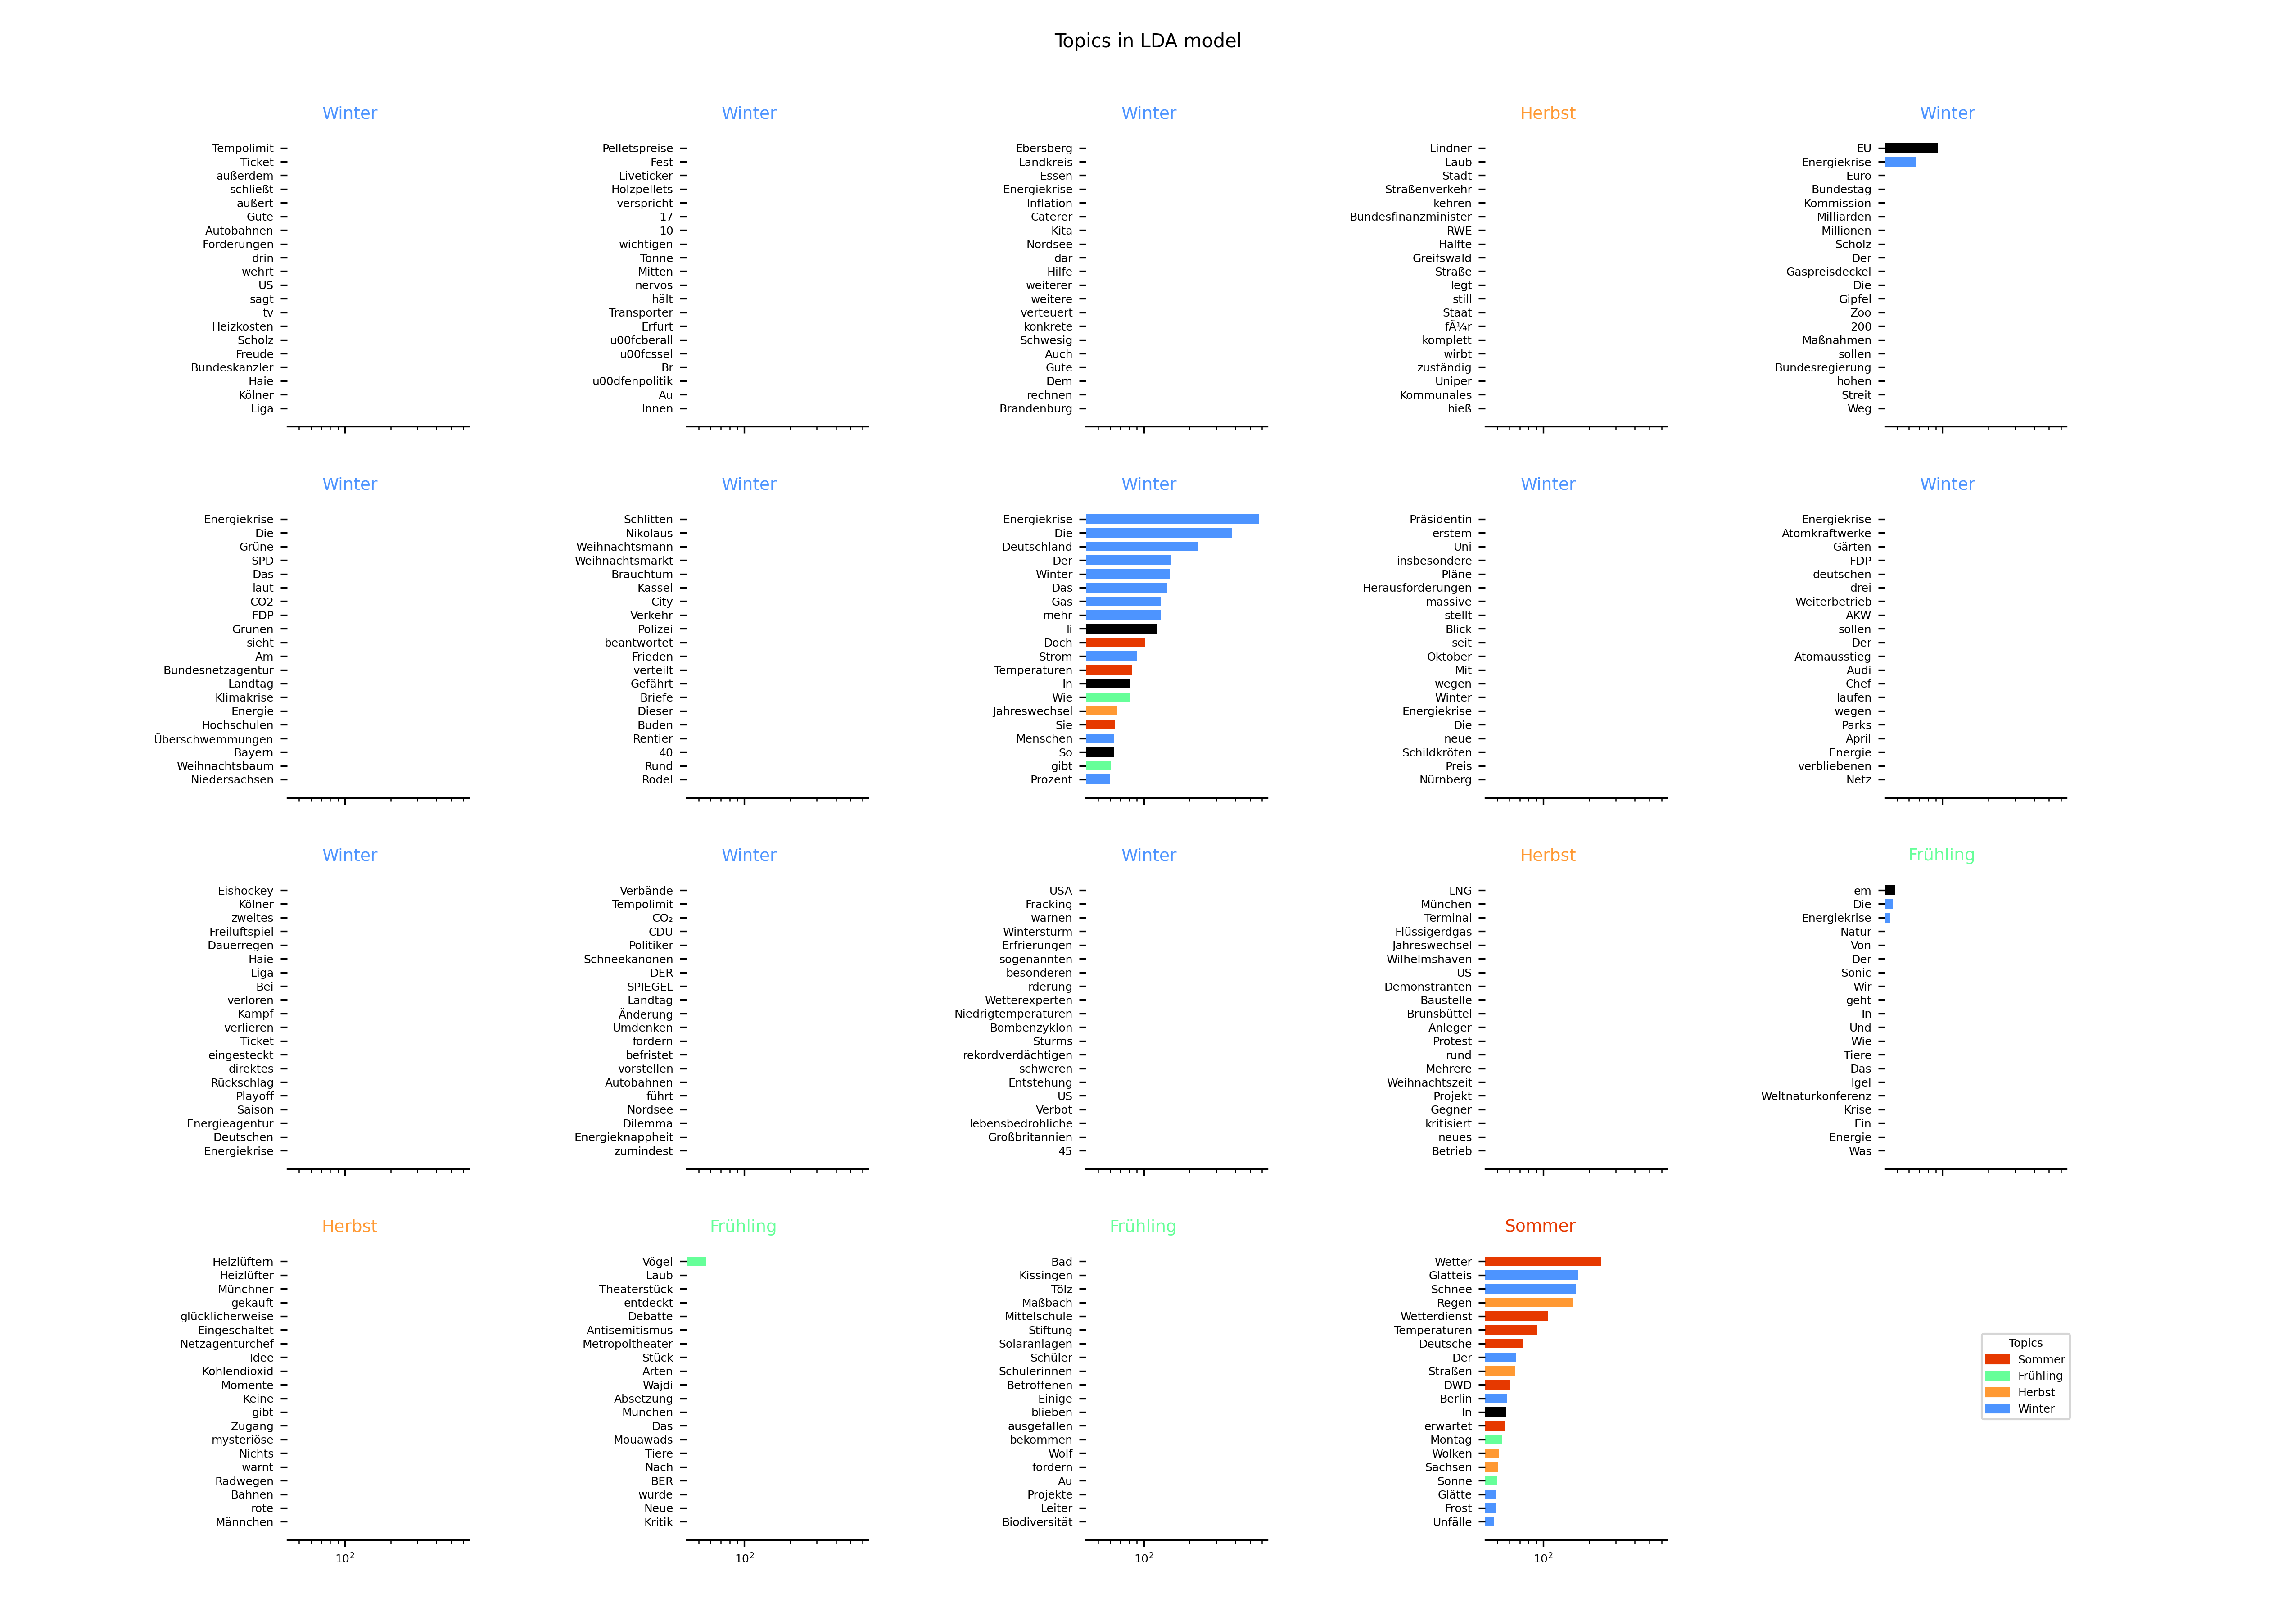 Topics in LDA model
Winter
Tempolimit
Ticket
außerdem
schließt
äußert
Gute
Autobahnen
Forderungen
drin
wehrt
US
sagt
tv
Heizkosten
Scholz
Freude
Bundeskanzler
Haie
Kölner
Liga
Winter
Pelletspreise
Fest
Liveticker
Holzpellets
verspricht
17
10
wichtigen
Tonne
Mitten
nervös
hält
Transporter
Erfurt
u00fcberall
u00fcssel
Br
u00dfenpolitik
Au
Innen
Winter
Ebersberg
Landkreis
Essen
Energiekrise
Inflation
Caterer
Kita
Nordsee
dar
Hilfe
weiterer
weitere
verteuert
konkrete
Schwesig
Auch
Gute
Dem
rechnen
Brandenburg
Herbst
Lindner
Laub
Stadt
Straßenverkehr
kehren
Bundesfinanzminister
RWE
Hälfte
Greifswald
Straße
legt
still
Staat
fÃ¼r
komplett
wirbt
zuständig
Uniper
Kommunales
hieß
Winter
EU
Energiekrise
Euro
Bundestag
Kommission
Milliarden
Millionen
Scholz
Der
Gaspreisdeckel
Die
Gipfel
Zoo
200
Maßnahmen
sollen
Bundesregierung
hohen
Streit
Weg
Winter
Energiekrise
Die
Grüne
SPD
Das
laut
CO2
FDP
Grünen
sieht
Am
Bundesnetzagentur
Landtag
Klimakrise
Energie
Hochschulen
Überschwemmungen
Bayern
Weihnachtsbaum
Niedersachsen
Winter
Schlitten
Nikolaus
Weihnachtsmann
Weihnachtsmarkt
Brauchtum
Kassel
City
Verkehr
Polizei
beantwortet
Frieden
verteilt
Gefährt
Briefe
Dieser
Buden
Rentier
40
Rund
Rodel
Winter
Energiekrise
Die
Deutschland
Der
Winter
Das
Gas
mehr
li
Doch
Strom
Temperaturen
In
Wie
Jahreswechsel
Sie
Menschen
So
gibt
Prozent
Winter
Präsidentin
erstem
Uni
insbesondere
Pläne
Herausforderungen
massive
stellt
Blick
seit
Oktober
Mit
wegen
Winter
Energiekrise
Die
neue
Schildkröten
Preis
Nürnberg
Winter
Energiekrise
Atomkraftwerke
Gärten
FDP
deutschen
drei
Weiterbetrieb
AKW
sollen
Der
Atomausstieg
Audi
Chef
laufen
wegen
Parks
April
Energie
verbliebenen
Netz
Winter
Eishockey
Kölner
zweites
Freiluftspiel
Dauerregen
Haie
Liga
Bei
verloren
Kampf
verlieren
Ticket
eingesteckt
direktes
Rückschlag
Playoff
Saison
Energieagentur
Deutschen
Energiekrise
Winter
Verbände
Tempolimit
CO₂
CDU
Politiker
Schneekanonen
DER
SPIEGEL
Landtag
Änderung
Umdenken
fördern
befristet
vorstellen
Autobahnen
führt
Nordsee
Dilemma
Energieknappheit
zumindest
Winter
USA
Fracking
warnen
Wintersturm
Erfrierungen
sogenannten
besonderen
rderung
Wetterexperten
Niedrigtemperaturen
Bombenzyklon
Sturms
rekordverdächtigen
schweren
Entstehung
US
Verbot
lebensbedrohliche
Großbritannien
45
Herbst
LNG
München
Terminal
Flüssigerdgas
Jahreswechsel
Wilhelmshaven
US
Demonstranten
Baustelle
Brunsbüttel
Anleger
Protest
rund
Mehrere
Weihnachtszeit
Projekt
Gegner
kritisiert
neues
Betrieb
Frühling
em
Die
Energiekrise
Natur
Von
Der
Sonic
Wir
geht
In
Und
Wie
Tiere
Das
Igel
Weltnaturkonferenz
Krise
Ein
Energie
Was
Herbst
Heizlüftern
Heizlüfter
Münchner
gekauft
glücklicherweise
Eingeschaltet
Netzagenturchef
Idee
Kohlendioxid
Momente
Keine
gibt
Zugang
mysteriöse
Nichts
warnt
Radwegen
Bahnen
rote
Männchen
10²
Frühling
Vögel
Laub
Theaterstück
entdeckt
Debatte
Antisemitismus
Metropoltheater
Stück
Arten
Wajdi
Absetzung
München
Das
Mouawads
Tiere
Nach
BER
wurde
Neue
Kritik
10²
Frühling
Bad
Kissingen
Tölz
Maßbach
Mittelschule
Stiftung
Solaranlagen
Schüler
Schülerinnen
Betroffenen
Einige
blieben
ausgefallen
bekommen
Wolf
fördern
Au
Projekte
Leiter
Biodiversität
10²
Sommer
Wetter
Glatteis
Schnee
Regen
Wetterdienst
Temperaturen
Deutsche
Der
Straßen
DWD
Berlin
In
erwartet
Montag
Wolken
Sachsen
Sonne
Glätte
Frost
Unfälle
10²
Topics
Sommer
Frühling
Herbst
Winter